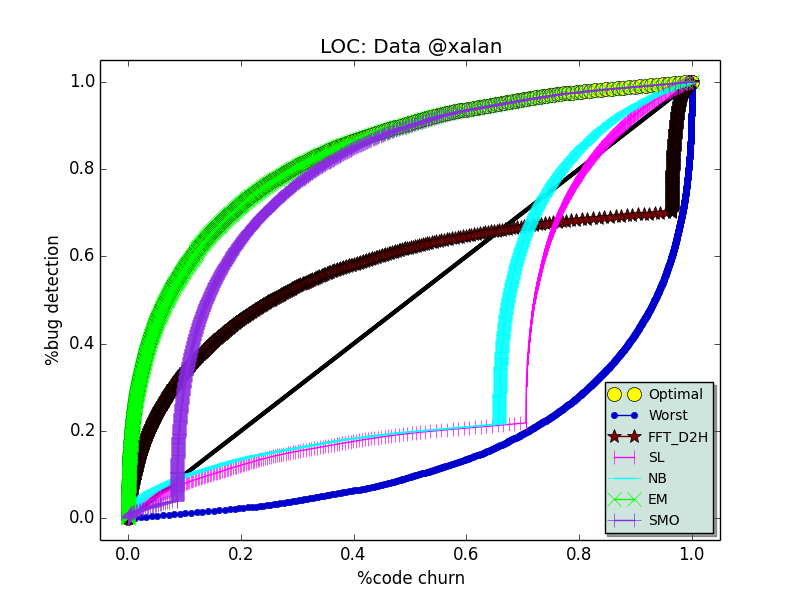 LOC: Data @xalan
%bug detection
1.0
0.8
0.6
0.4
0.2
0.0
0.0 0.2 0.4 0.6 0.8 1.0
%code churn
Optimal
Worst
FFT_D2H
SL
NB
EM
SMO